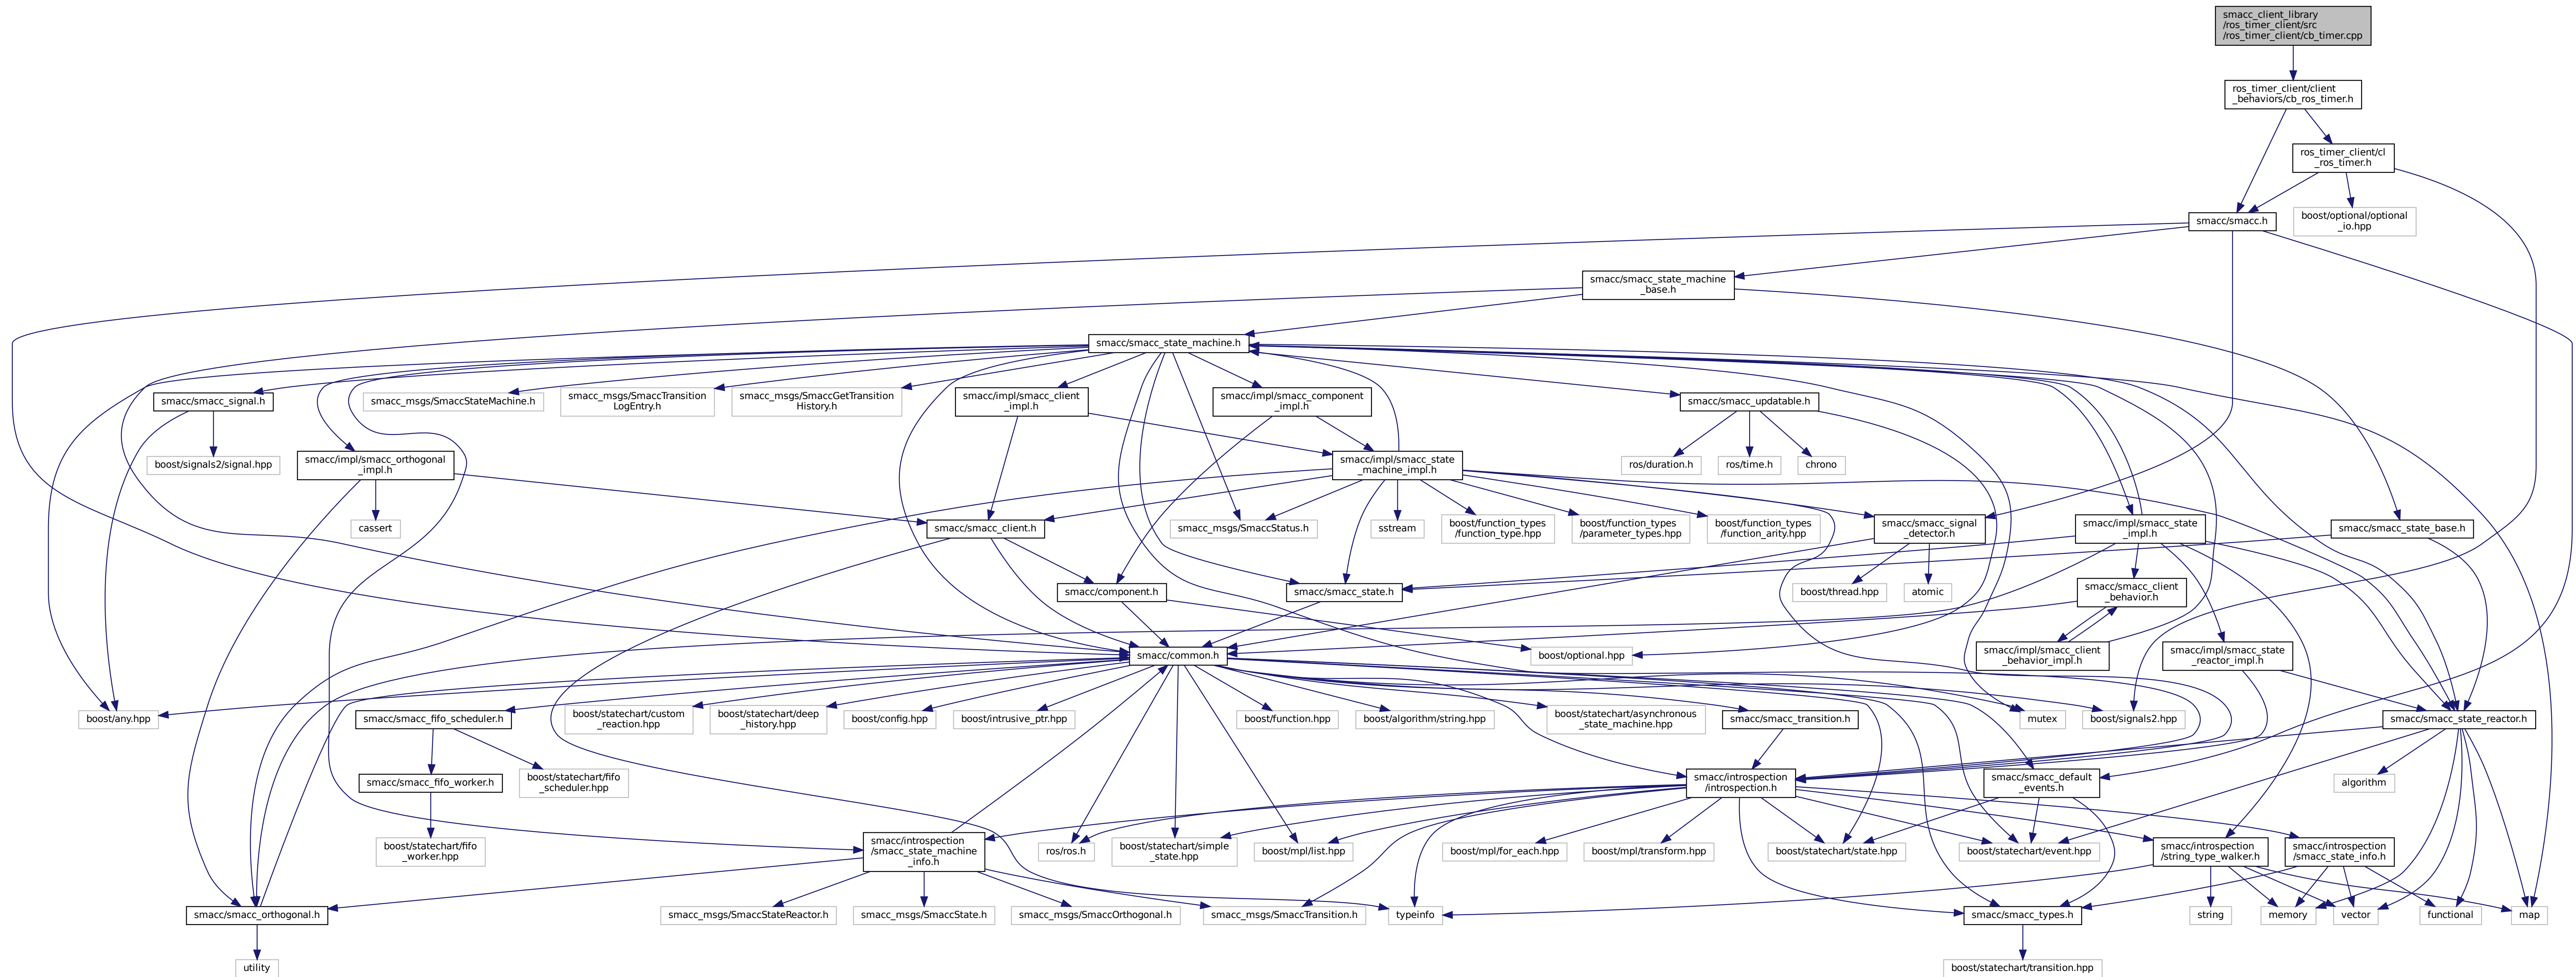 smacc_client_library
/ros_timer_client/src
/ros_timer_client/cb_timer.cpp
ros_timer_client/client
_behaviors/cb_ros_timer.h
ros_timer_client/cl
_ros_timer.h
smacc/smacc.h
boost/optional/optional
_io.hpp
smacc/smacc_state_machine
_base.h
smacc/smacc_state_machine.h
smacc/smacc_signal.h
smacc_msgs/SmaccStateMachine.h
smacc_msgs/SmaccTransition
LogEntry.h
smacc_msgs/SmaccGetTransition
History.h
smacc/impl/smacc_client
_impl.h
smacc/impl/smacc_component
_impl.h
smacc/smacc_updatable.h
boost/signals2/signal.hpp
smacc/impl/smacc_orthogonal
_impl.h
smacc/impl/smacc_state
_machine_impl.h
ros/duration.h
ros/time.h
chrono
cassert
smacc/smacc_client.h
smacc_msgs/SmaccStatus.h
sstream
boost/function_types
/function_type.hpp
boost/function_types
/parameter_types.hpp
boost/function_types
/function_arity.hpp
smacc/smacc_signal
_detector.h
smacc/impl/smacc_state
_impl.h
smacc/smacc_state_base.h
smacc/component.h
smacc/smacc_state.h
boost/thread.hpp
atomic
smacc/smacc_client
_behavior.h
smacc/common.h
boost/optional.hpp
smacc/impl/smacc_client
_behavior_impl.h
smacc/impl/smacc_state
_reactor_impl.h
boost/any.hpp
smacc/smacc_fifo_scheduler.h
boost/statechart/custom
_reaction.hpp
boost/statechart/deep
_history.hpp
boost/config.hpp
boost/intrusive_ptr.hpp
boost/function.hpp
boost/algorithm/string.hpp
boost/statechart/asynchronous
_state_machine.hpp
smacc/smacc_transition.h
mutex
boost/signals2.hpp
smacc/smacc_state_reactor.h
smacc/smacc_fifo_worker.h
boost/statechart/fifo
_scheduler.hpp
smacc/introspection
/introspection.h
smacc/smacc_default
_events.h
algorithm
boost/statechart/fifo
_worker.hpp
smacc/introspection
/smacc_state_machine
_info.h
ros/ros.h
boost/statechart/simple
_state.hpp
boost/mpl/list.hpp
boost/mpl/for_each.hpp
boost/mpl/transform.hpp
boost/statechart/state.hpp
boost/statechart/event.hpp
smacc/introspection
/string_type_walker.h
smacc/introspection
/smacc_state_info.h
smacc/smacc_orthogonal.h
smacc_msgs/SmaccStateReactor.h
smacc_msgs/SmaccState.h
smacc_msgs/SmaccOrthogonal.h
smacc_msgs/SmaccTransition.h
typeinfo
smacc/smacc_types.h
string
memory
vector
functional
map
utility
boost/statechart/transition.hpp